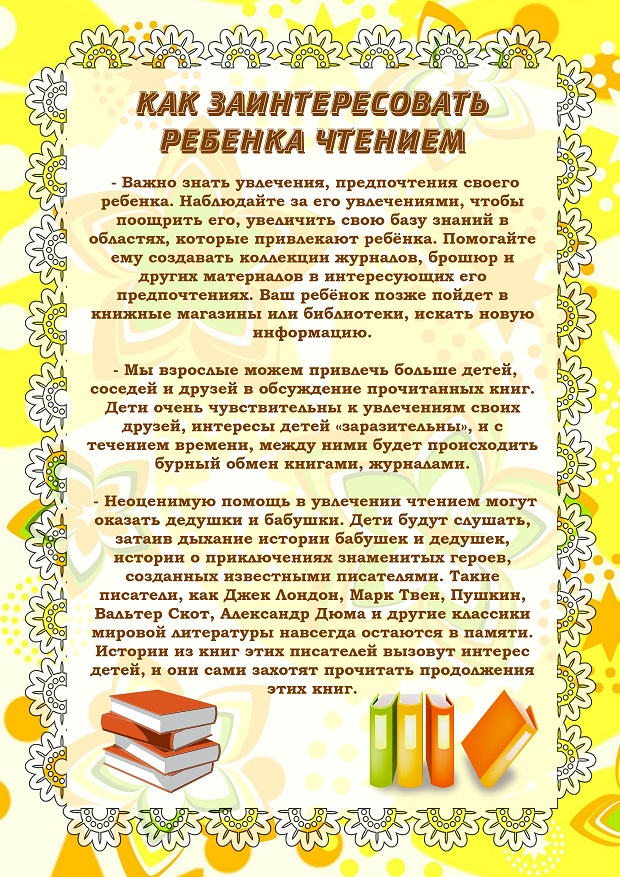 КАК ЗАИНТЕРЕСОВАТЬ
РЕБЕНКА ЧТЕНИЕМ
- Важно знать увлечения, предпочтения своего
ребенка. Наблюдайте за его увлечениями, чтобы
поощрить его, увеличить свою базу знаний в
областях, которые привлекают ребёнка. Помогайте
ему создавать коллекции журналов, брошюр и
других материалов в интересующих его
предпочтениях. Ваш ребёнок позже пойдет в
книжные магазины или библиотеки, искать новую
информацию.
- Мы взрослые можем привлечь больше детей,
соседей и друзей в обсуждение прочитанных книг.
Дети очень чувствительны к увлечениям своих
друзей, интересы детей «заразительны», и с
течением времени, между ними будет происходить
бурный обмен книгами, журналами.
- Неоценимую помощь в увлечении чтением могут
оказать дедушки и бабушки. Дети будут слушать,
затаив дыхание истории бабушек и дедушек,
истории о приключениях знаменитых героев,
созданных известными писателями. Такие
писатели, как Джек Лондон, Марк Твен, Пушкин,
Вальтер Скот, Александр Дюма и другие классики
мировой литературы навсегда остаются в памяти.
Истории из книг этих писателей вызовут интерес
детей, и они сами захотят прочитать продолжения
этих книг.